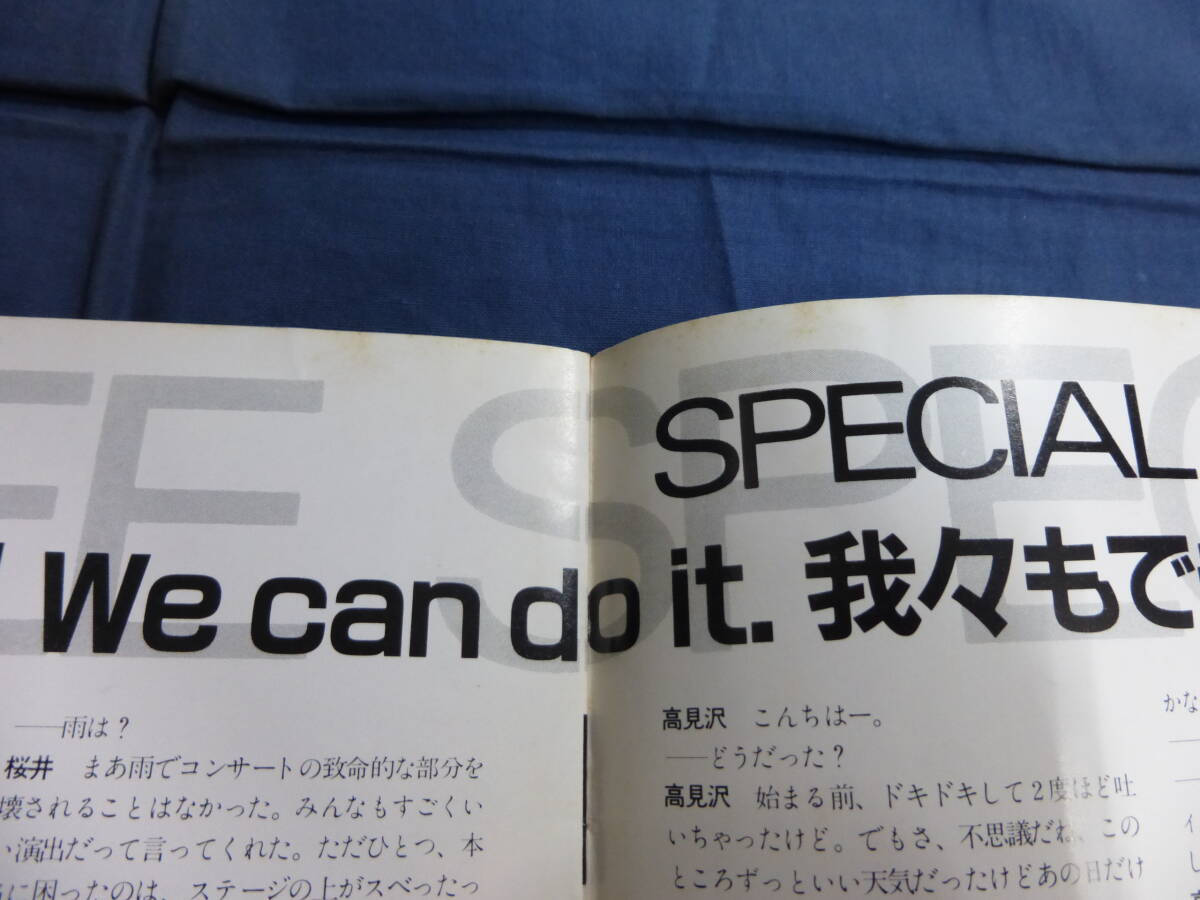 EE SPEC
SPECIAL
We can do it. 我々もで
――雨は？
桜井　まあ雨でコンサートの致命的な部分を
壊されることはなかった。みんなもすごくい
い演出だって言ってくれた。ただひとつ、本
に困ったのは、ステージの上がスベったっ
高見沢　こんちはー。
――どうだった？
高見沢　始まる前、ドキドキして2度ほど吐
いちゃったけど。でもさ、不思議だね、この
ところずっといい天気だったけどあの日だけ
かな